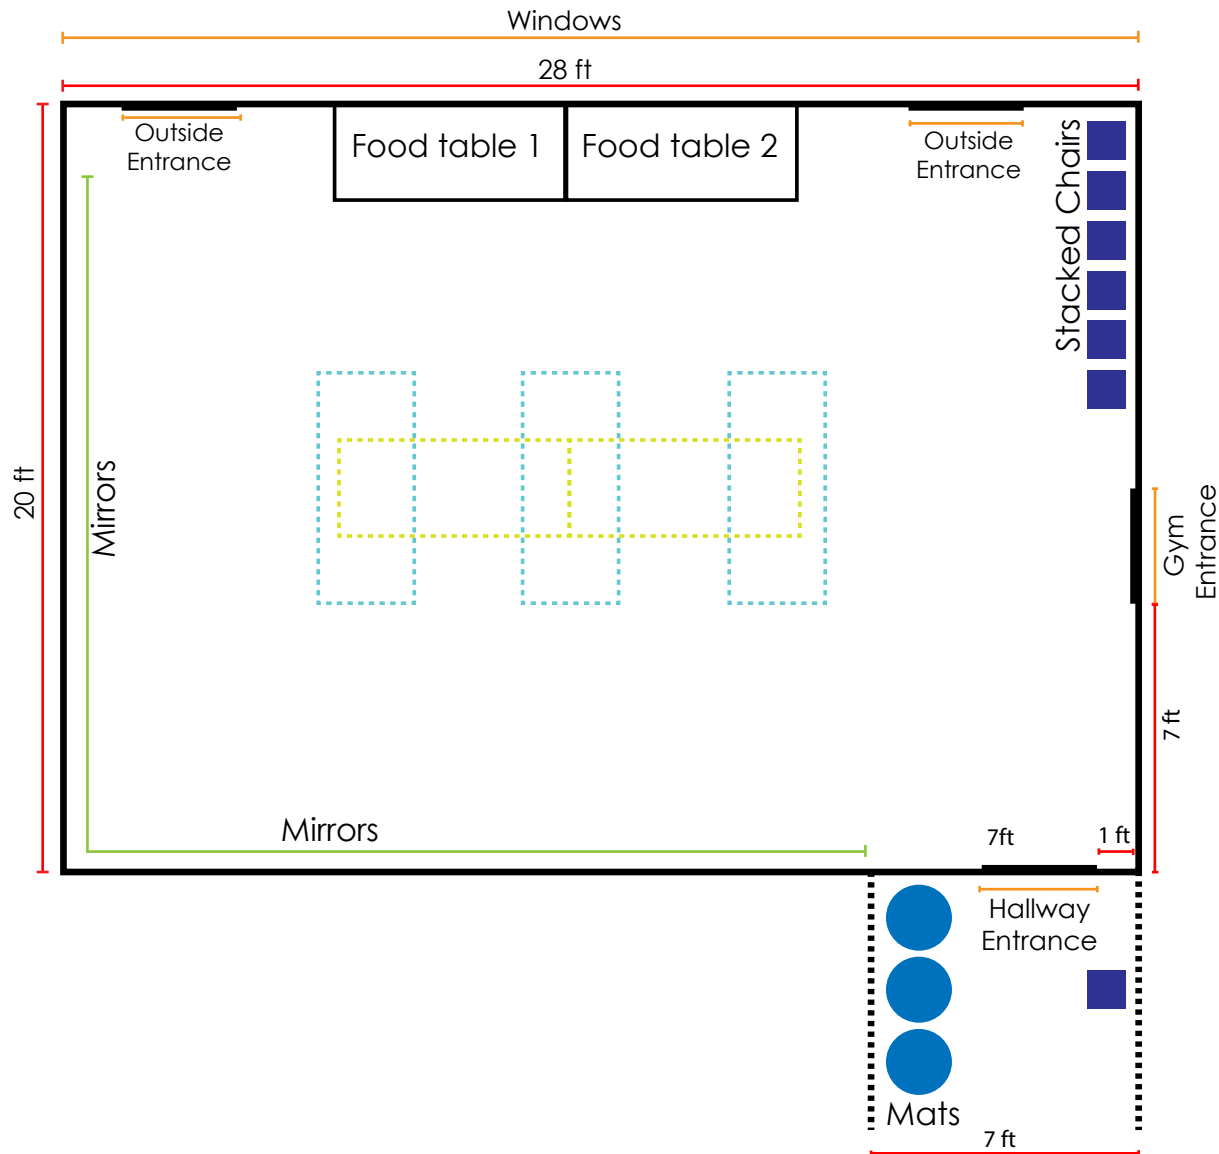 Windows
28 ft
Outside
Entrance
Food table 1
Food table 2
Outside
Entrance
Stacked Chairs
20 ft
Mirrors
Gym
Entrance
7 ft
Mirrors
7ft
1 ft
Hallway
Entrance
Mats
7 ft